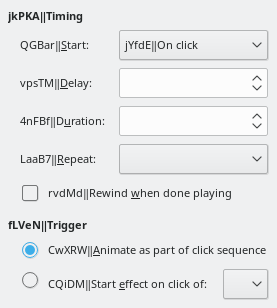 jkPKA||Timing
QGBar||Start: jYfdE||On click
vpsTM||Delay:
4nFBf||Duration:
LaaB7||Repeat:
rvdMd||Rewind when done playing
fLVeN||Trigger
CwXRW||Animate as part of click sequence
CQiDM||Start effect on click of: